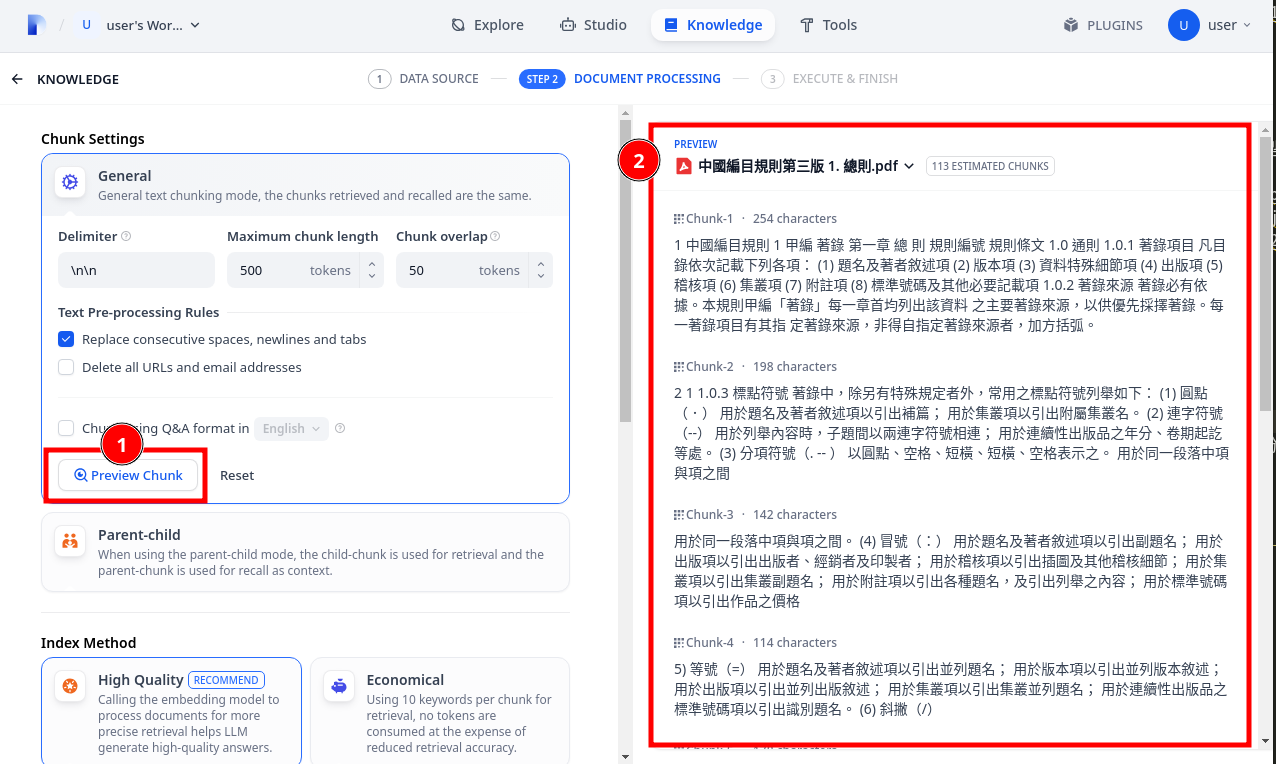 U user's Wor...
Explore
Studio
Knowledge
Tools
PLUGINS
U user
KNOWLEDGE
1 DATA SOURCE
STEP 2 DOCUMENT PROCESSING
3 EXECUTE & FINISH
Chunk Settings
General
General text chunking mode, the chunks retrieved and recalled are the same.
Delimiter
Maximum chunk length
Chunk overlap
\n\n
500 tokens
50 tokens
Text Pre-processing Rules
Replace consecutive spaces, newlines and tabs
Delete all URLs and email addresses
Q&A format in English
1
Preview Chunk
Reset
Parent-child
When using the parent-child mode, the child-chunk is used for retrieval and the
parent-chunk is used for recall as context.
Index Method
High Quality RECOMMEND
Calling the embedding model to
process documents for more
precise retrieval helps LLM
generate high-quality answers.
Economical
Using 10 keywords per chunk for
retrieval, no tokens are
consumed at the expense of
reduced retrieval accuracy.
2
PREVIEW
中國編目規則第三版 1. 總則.pdf
113 ESTIMATED CHUNKS
Chunk-1 · 254 characters
1 中國編目規則 1 甲編 著錄 第一章 總 則 規則編號 規則條文 1.0 通則 1.0.1 著錄項目 凡目
錄依次記載下列各項： (1) 題名及著者敘述項 (2) 版本項 (3) 資料特殊細節項 (4) 出版項 (5)
稽核項 (6) 集叢項 (7) 附註項 (8) 標準號碼及其他必要記載項 1.0.2 著錄來源 著錄必有依
據。本規則甲編「著錄」每一章首均列出該資料 之主要著錄來源，以供優先採擇著錄。每
一著錄項目有其指 定著錄來源，非得自指定著錄來源者，加方括弧。
Chunk-2 · 198 characters
2 1 1.0.3 標點符號 著錄中，除另有特殊規定者外，常用之標點符號列舉如下： (1) 圓點
（．） 用於題名及著者敘述項以引出補篇； 用於集叢項以引出附屬集叢名。 (2) 連字符號
（--） 用於列舉內容時，子題間以兩連字符號相連； 用於連續性出版品之年分、卷期起訖
等處。 (3) 分項符號（. -- ） 以圓點、空格、短橫、短橫、空格表示之。 用於同一段落中項
與項之間
Chunk-3 · 142 characters
用於同一段落中項與項之間。 (4) 冒號（：） 用於題名及著者敘述項以引出副題名； 用於
出版項以引出出版者、經銷者及印製者； 用於稽核項以引出插圖及其他稽核細節； 用於集
叢項以引出集叢副題名； 用於附註項以引出各種題名，及引出列舉之內容； 用於標準號碼
項以引出作品之價格
Chunk-4 · 114 characters
5) 等號（=） 用於題名及著者敘述項以引出並列題名； 用於版本項以引出並列版本敘述；
用於出版項以引出並列出版敘述； 用於集叢項以引出集叢並列題名； 用於連續性出版品之
標準號碼項以引出識別題名。 (6) 斜撇（/）